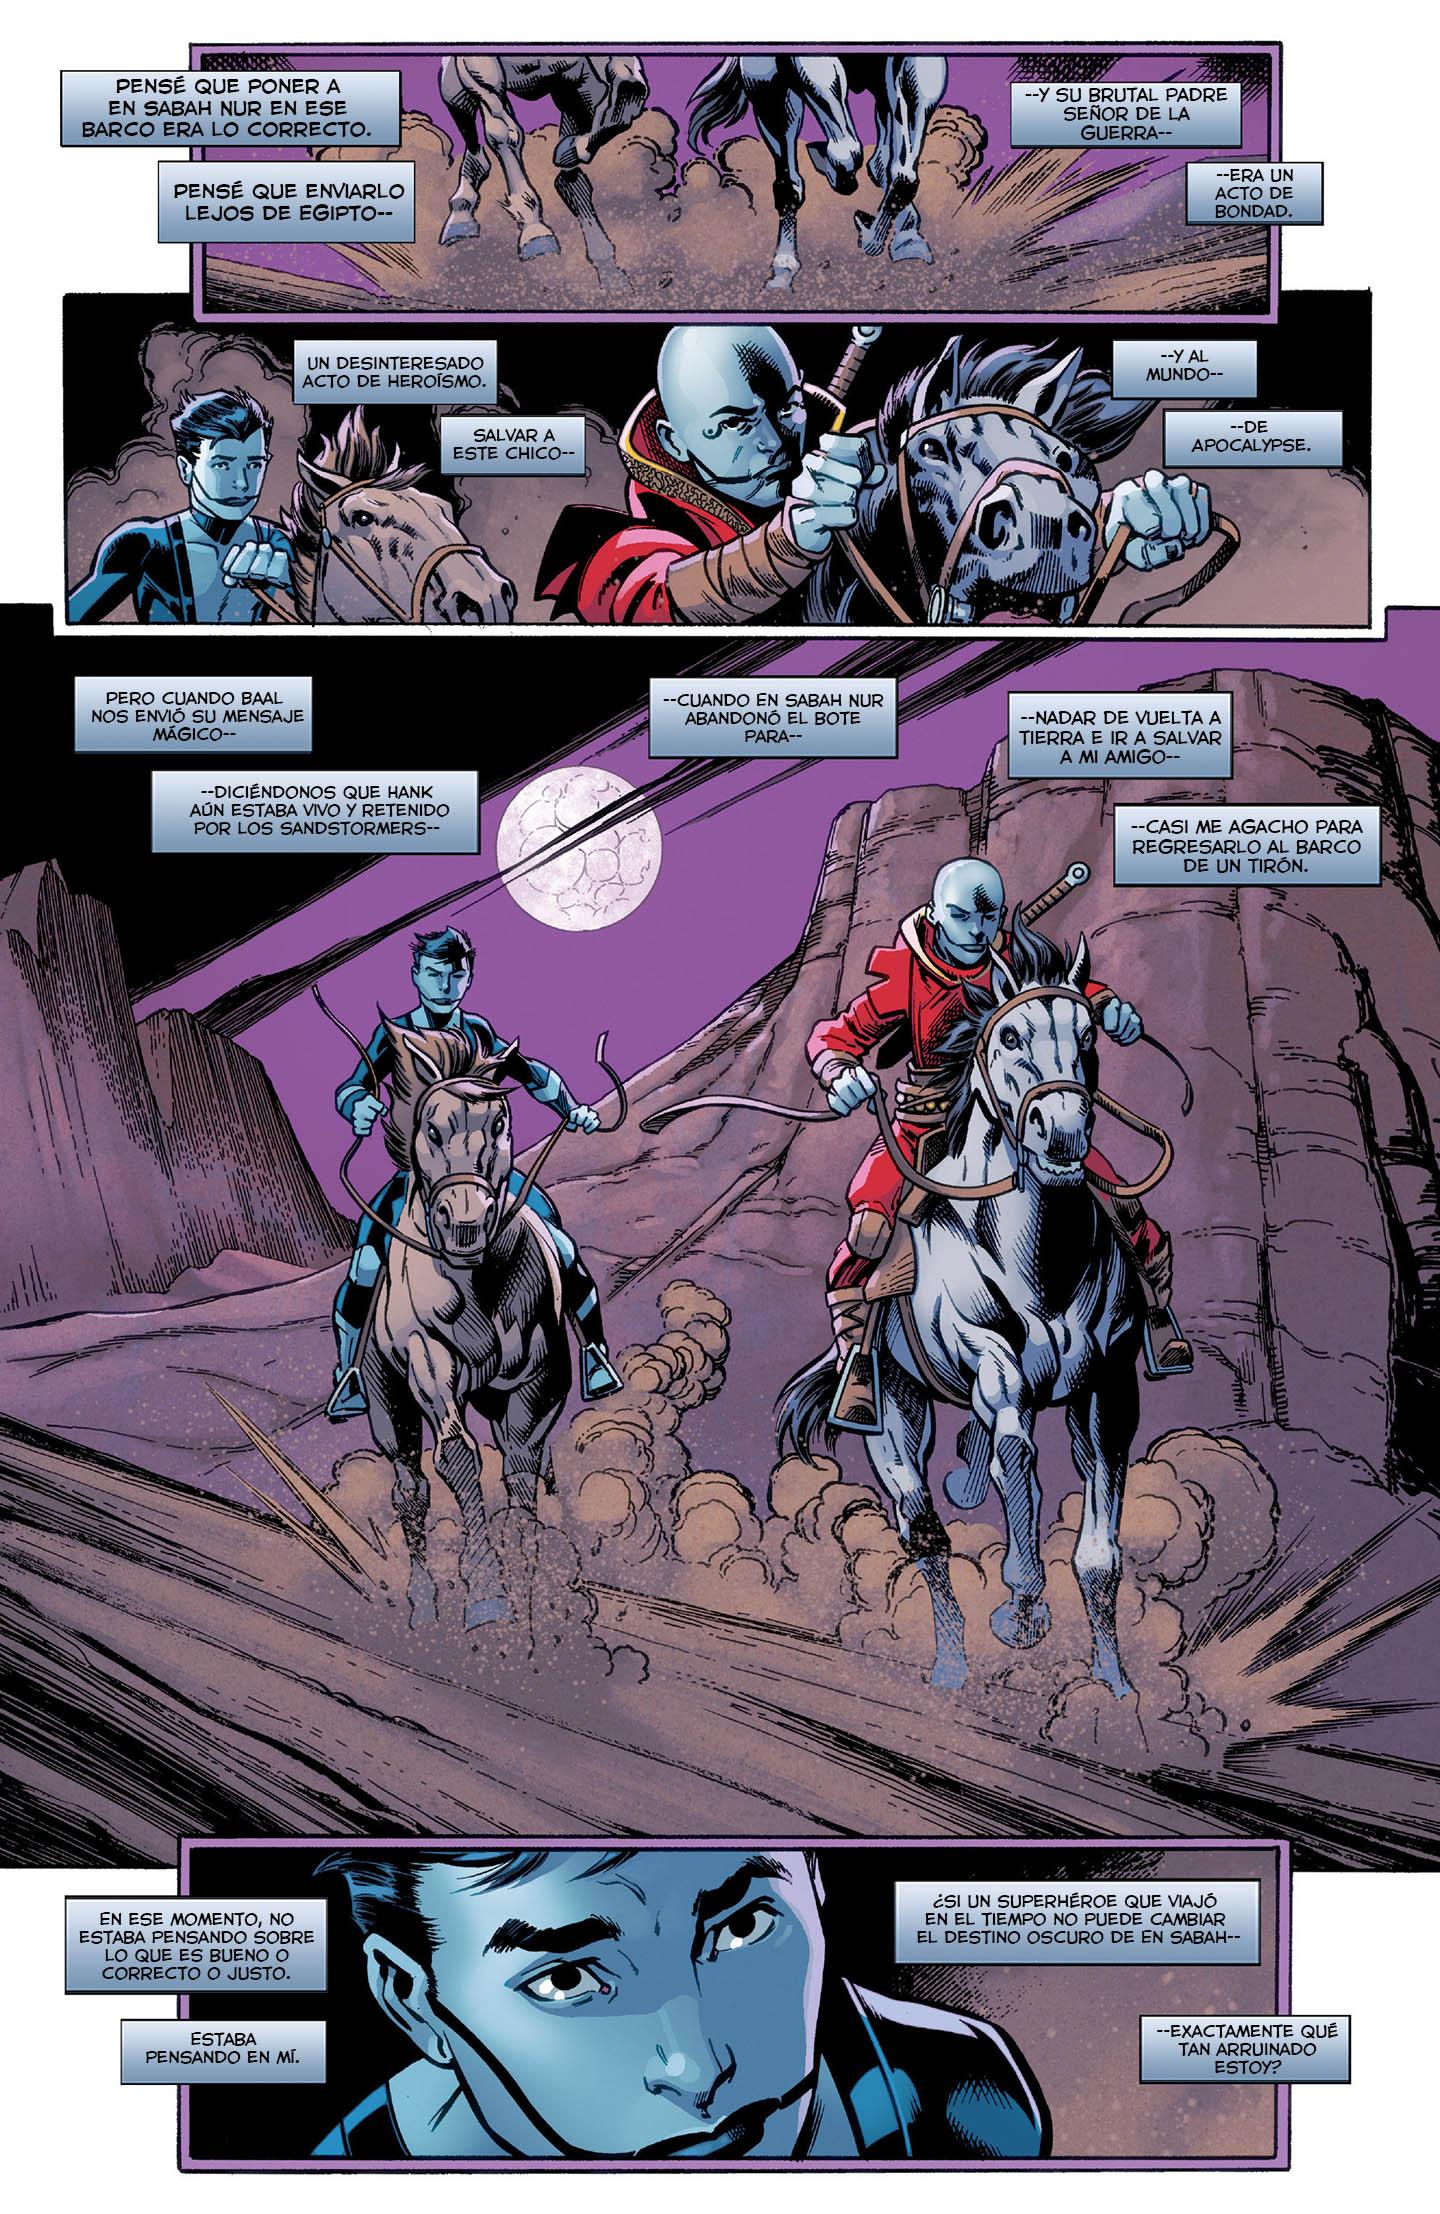 PENSÉ QUE PONER A
EN SABAH NUR EN ESE
BARCO ERA LO CORRECTO.
PENSÉ QUE ENVIARLO
LEJOS DE EGIPTO--
--Y SU BRUTAL PADRE
SEÑOR DE LA
GUERRA--
--ERA UN
ACTO DE
BONDAD.
UN DESINTERESADO
ACTO DE HEROÍSMO.
SALVAR A
ESTE CHICO--
--Y AL
MUNDO--
--DE
APOCALYPSE.
PERO CUANDO BAAL
NOS ENVIÓ SU MENSAJE
MÁGICO--
--DICIÉNDONOS QUE HANK
AÚN ESTABA VIVO Y RETENIDO
POR LOS SANDSTORMERS--
--CUANDO EN SABAH NUR
ABANDONÓ EL BOTE
PARA--
--NADAR DE VUELTA A
TIERRA E IR A SALVAR
A MI AMIGO--
--CASI ME AGACHO PARA
REGRESARLO AL BARCO
DE UN TIRÓN.
EN ESE MOMENTO, NO
ESTABA PENSANDO SOBRE
LO QUE ES BUENO O
CORRECTO O JUSTO.
ESTABA
PENSANDO EN MÍ.
¿SI UN SUPERHÉROE QUE VIAJÓ
EN EL TIEMPO NO PUEDE CAMBIAR
EL DESTINO OSCURO DE EN SABAH--
--EXACTAMENTE QUÉ
TAN ARRUINADO
ESTOY?